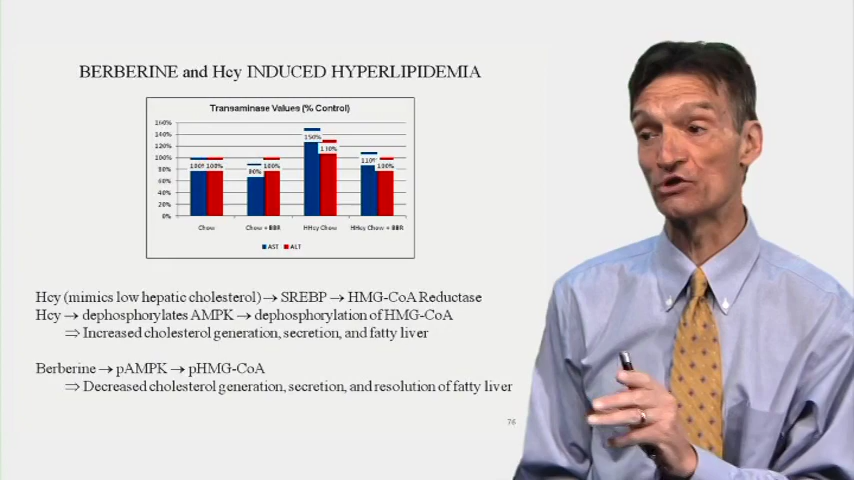 BERBERINE and Hcy INDUCED HYPERLIPIDEMIA
Transaminase Values (% Control)
160%
140%
120%
100%
80%
60%
40%
20%
0%
100% 100%
90% 100%
150% 130%
110% 100%
Chow Chow + BBR HHcy Chow HHcy Chow + BBR
AST ALT
Hcy (mimics low hepatic cholesterol) → SREBP → HMG-CoA Reductase
Hcy → dephosphorylates AMPK → dephosphorylation of HMG-CoA
⇒ Increased cholesterol generation, secretion, and fatty liver
Berberine → pAMPK → pHMG-CoA
⇒ Decreased cholesterol generation, secretion, and resolution of fatty liver
76